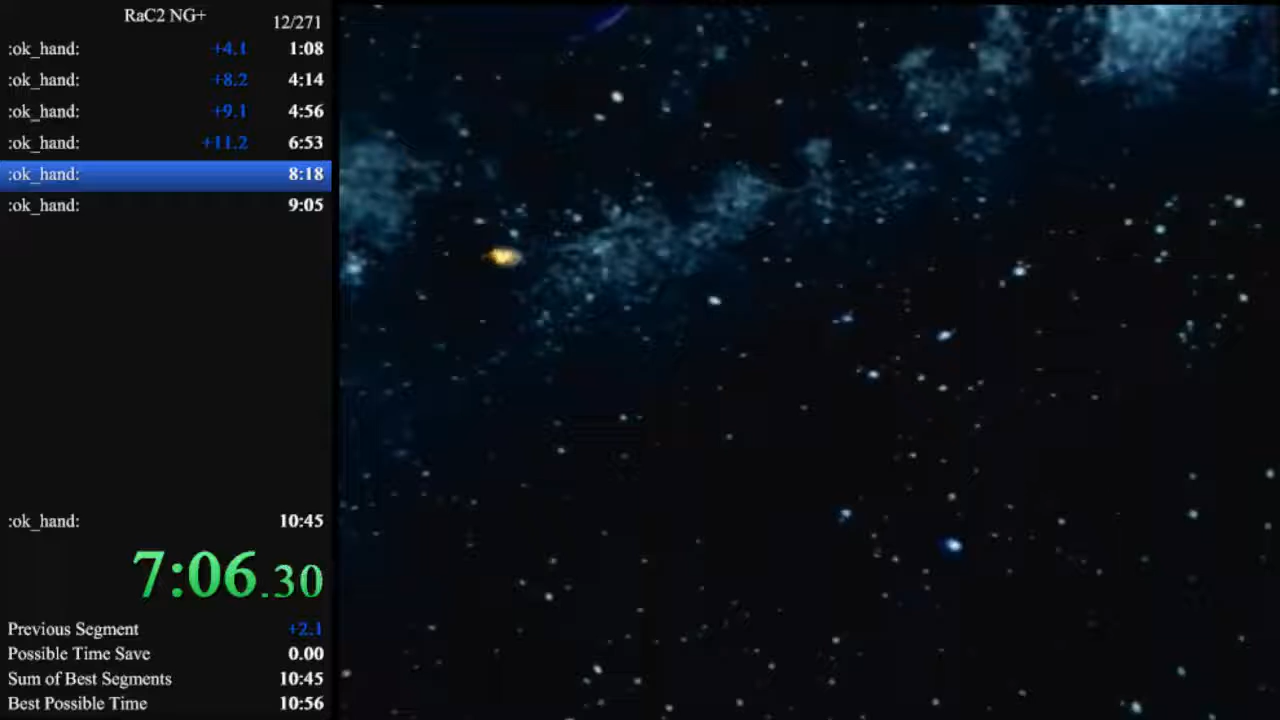 RaC2 NG+
12/271
:ok_hand: +4.1 1:08
:ok_hand: +8.2 4:14
:ok_hand: +9.1 4:56
:ok_hand: +11.2 6:53
:ok_hand: 8:18
:ok_hand: 9:05
:ok_hand: 10:45
7:06.30
Previous Segment +2.1
Possible Time Save 0.00
Sum of Best Segments 10:45
Best Possible Time 10:56